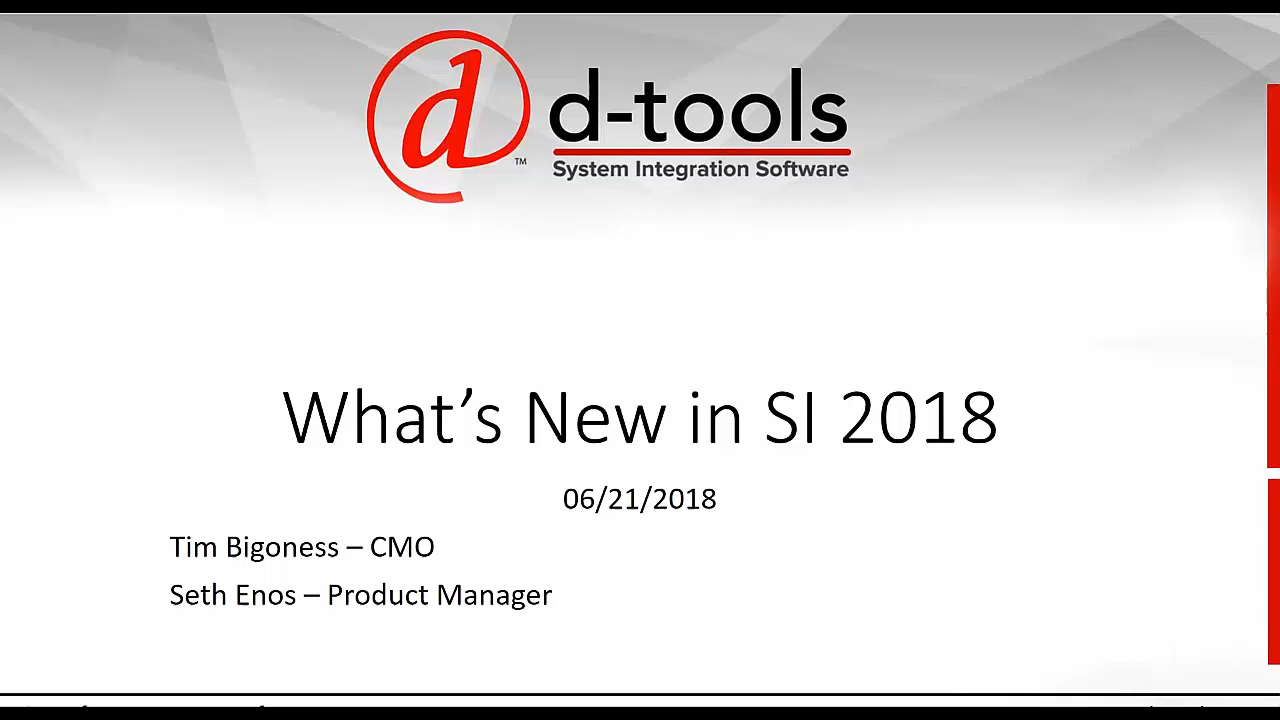 d
TM
d-tools
System Integration Software
What's New in SI 2018
06/21/2018
Tim Bigoness – CMO
Seth Enos – Product Manager